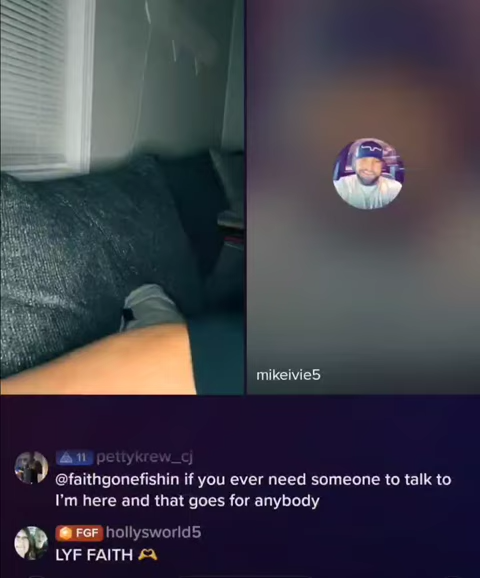 mikeivie5
11 pettykrew_cj
@faithgonefishin if you ever need someone to talk to
I'm here and that goes for anybody
FGF hollysworld5
LYF FAITH 🫶